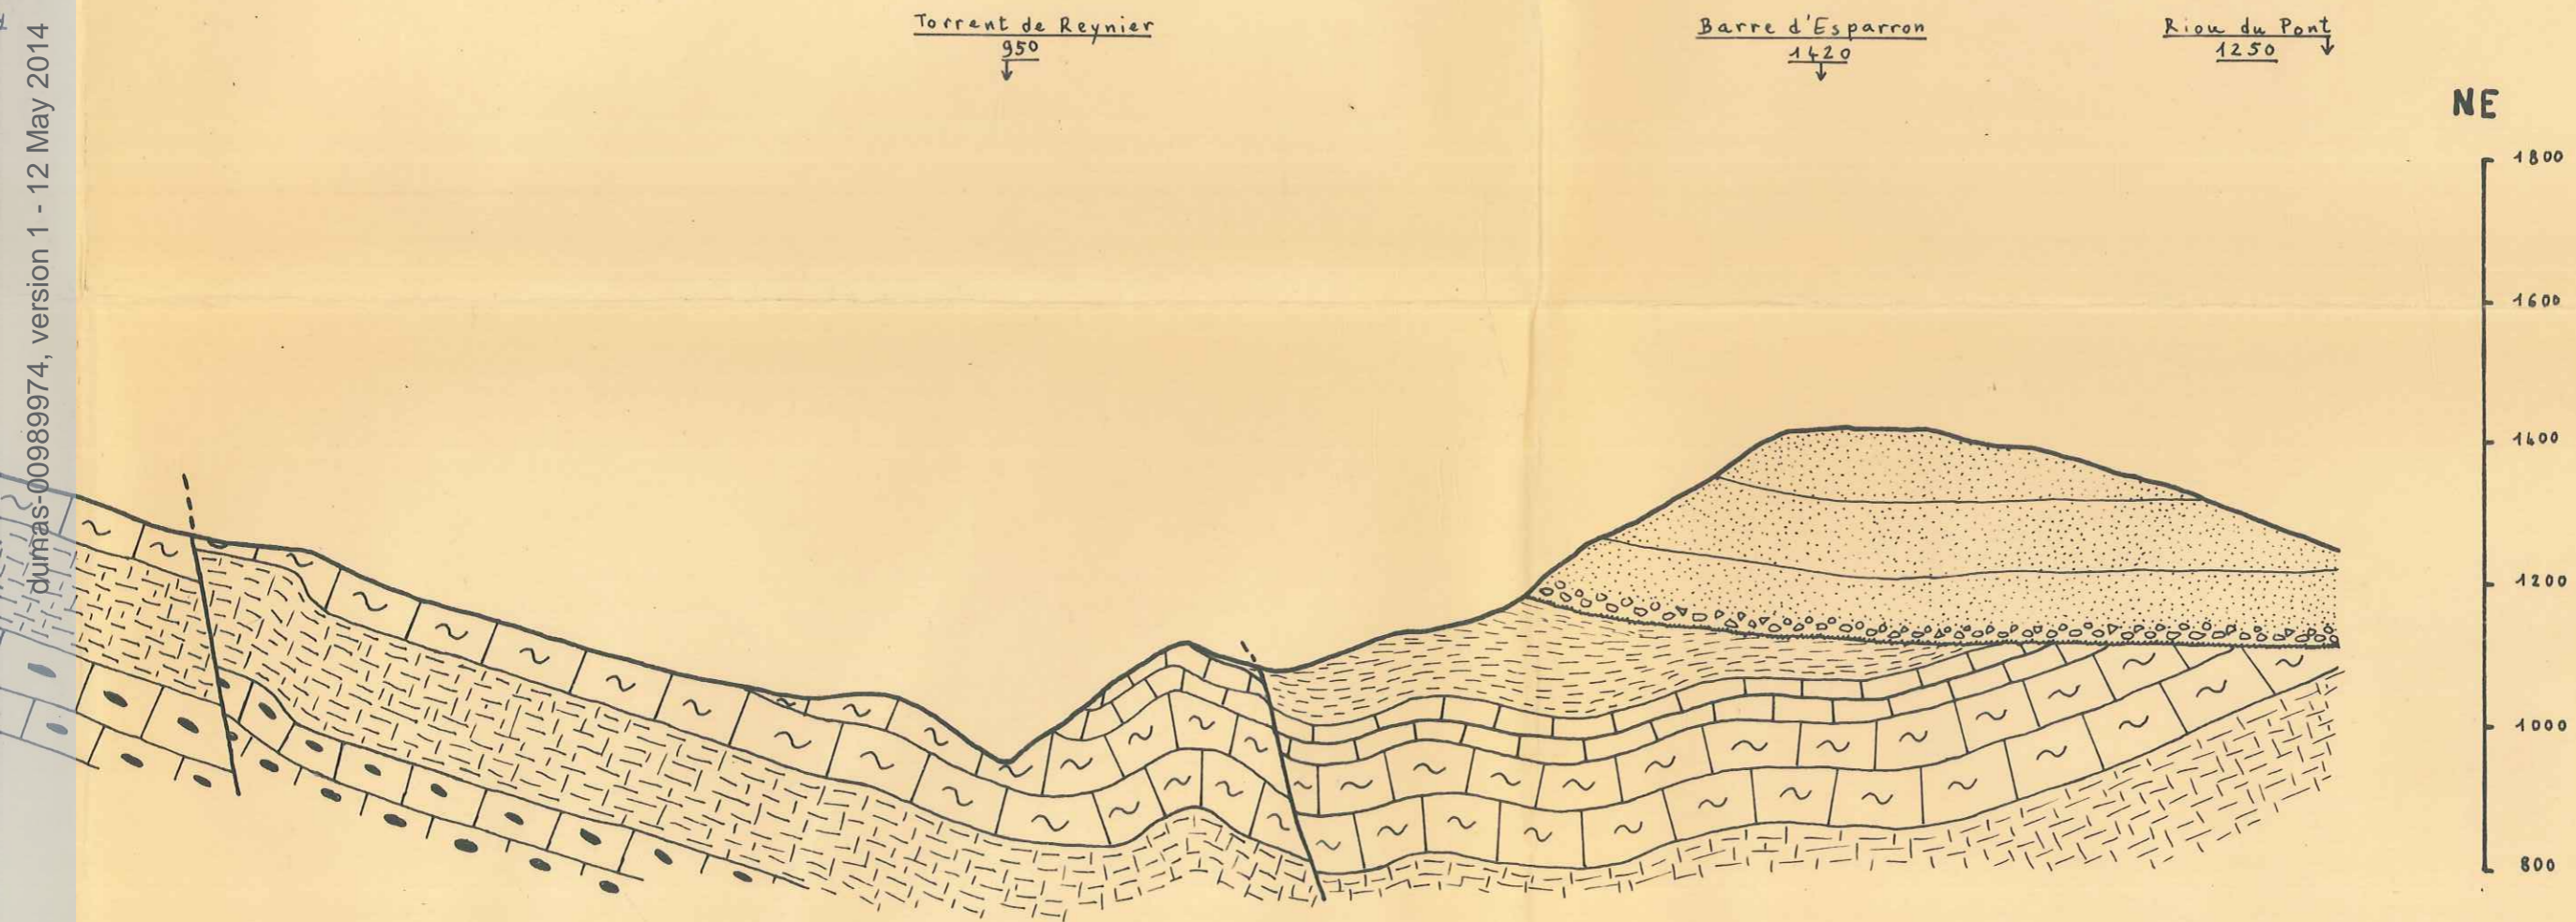 dumas-00989974, version 1 - 12 May 2014
Torrent de Reynier
950
Barre d'Esparron
1420
Riou du Pont
1250
NE
1800
1600
1400
1200
1000
800